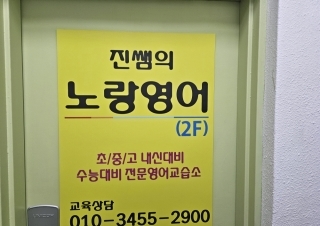 진쌤의
노랑영어
(2F)
초/중/고 내신대비
수능대비 전문영어교습소
교육상담
010-3455-2900